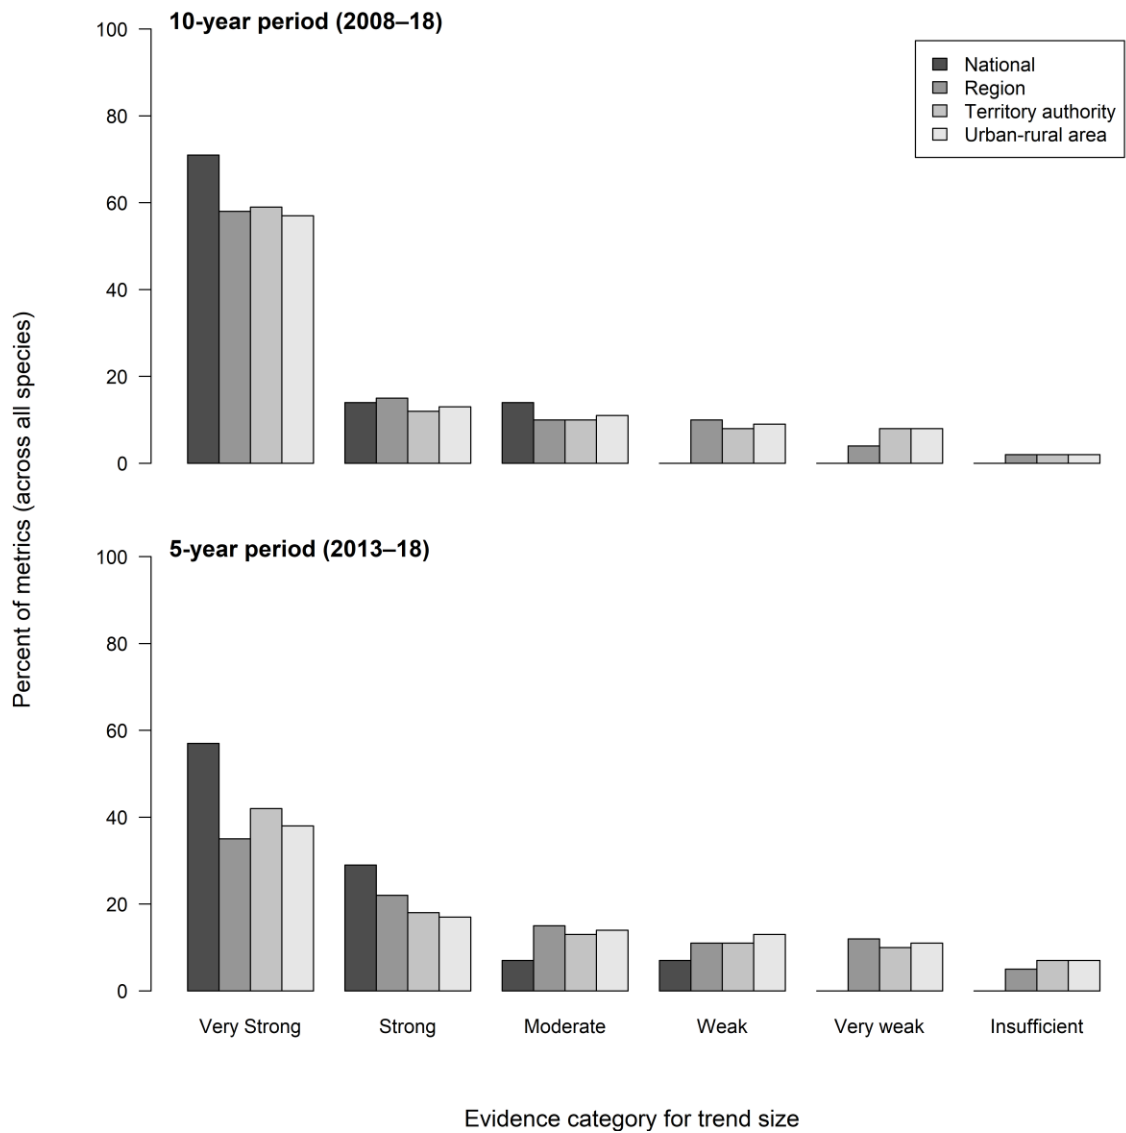 10-year period (2008–18)
100
80
60
40
20
0
National
Region
Territory authority
Urban-rural area
Percent of metrics (across all species)
5-year period (2013–18)
100
80
60
40
20
0
Very Strong Strong Moderate Weak Very weak Insufficient
Evidence category for trend size